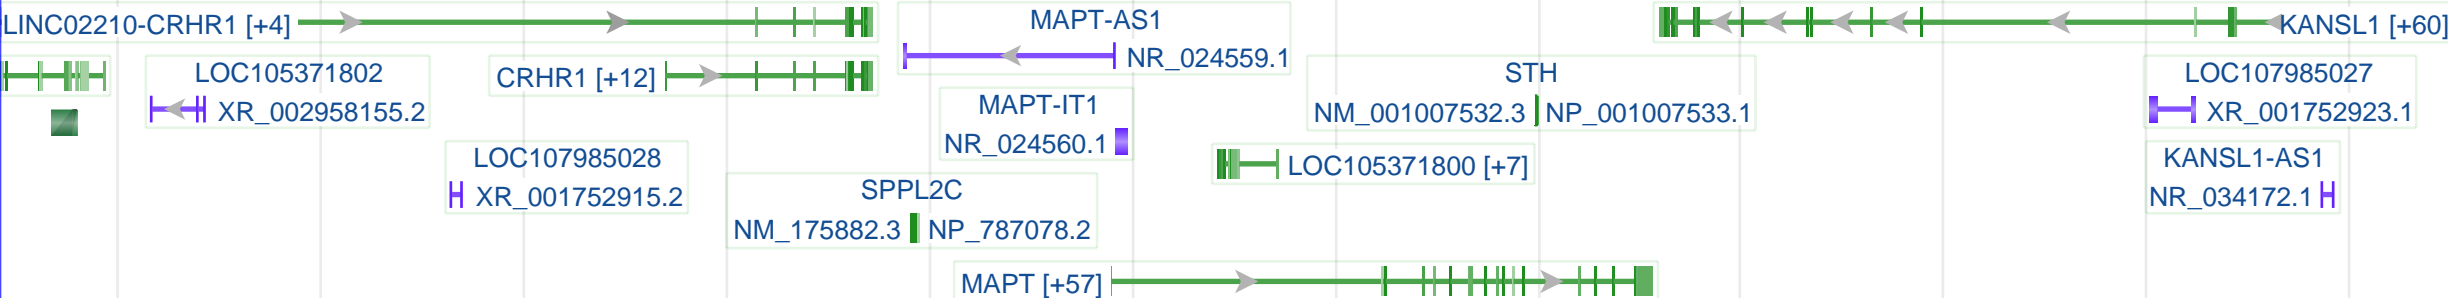 LINC02210-CRHR1 [+4]
MAPT-AS1
NR_024559.1
KANSL1 [+60]
LOC105371802
XR_002958155.2
CRHR1 [+12]
MAPT-IT1
NR_024560.1
STH
NM_001007532.3 NP_001007533.1
LOC107985027
XR_001752923.1
LOC107985028
XR_001752915.2
SPPL2C
NM_175882.3 NP_787078.2
LOC105371800 [+7]
KANSL1-AS1
NR_034172.1
MAPT [+57]